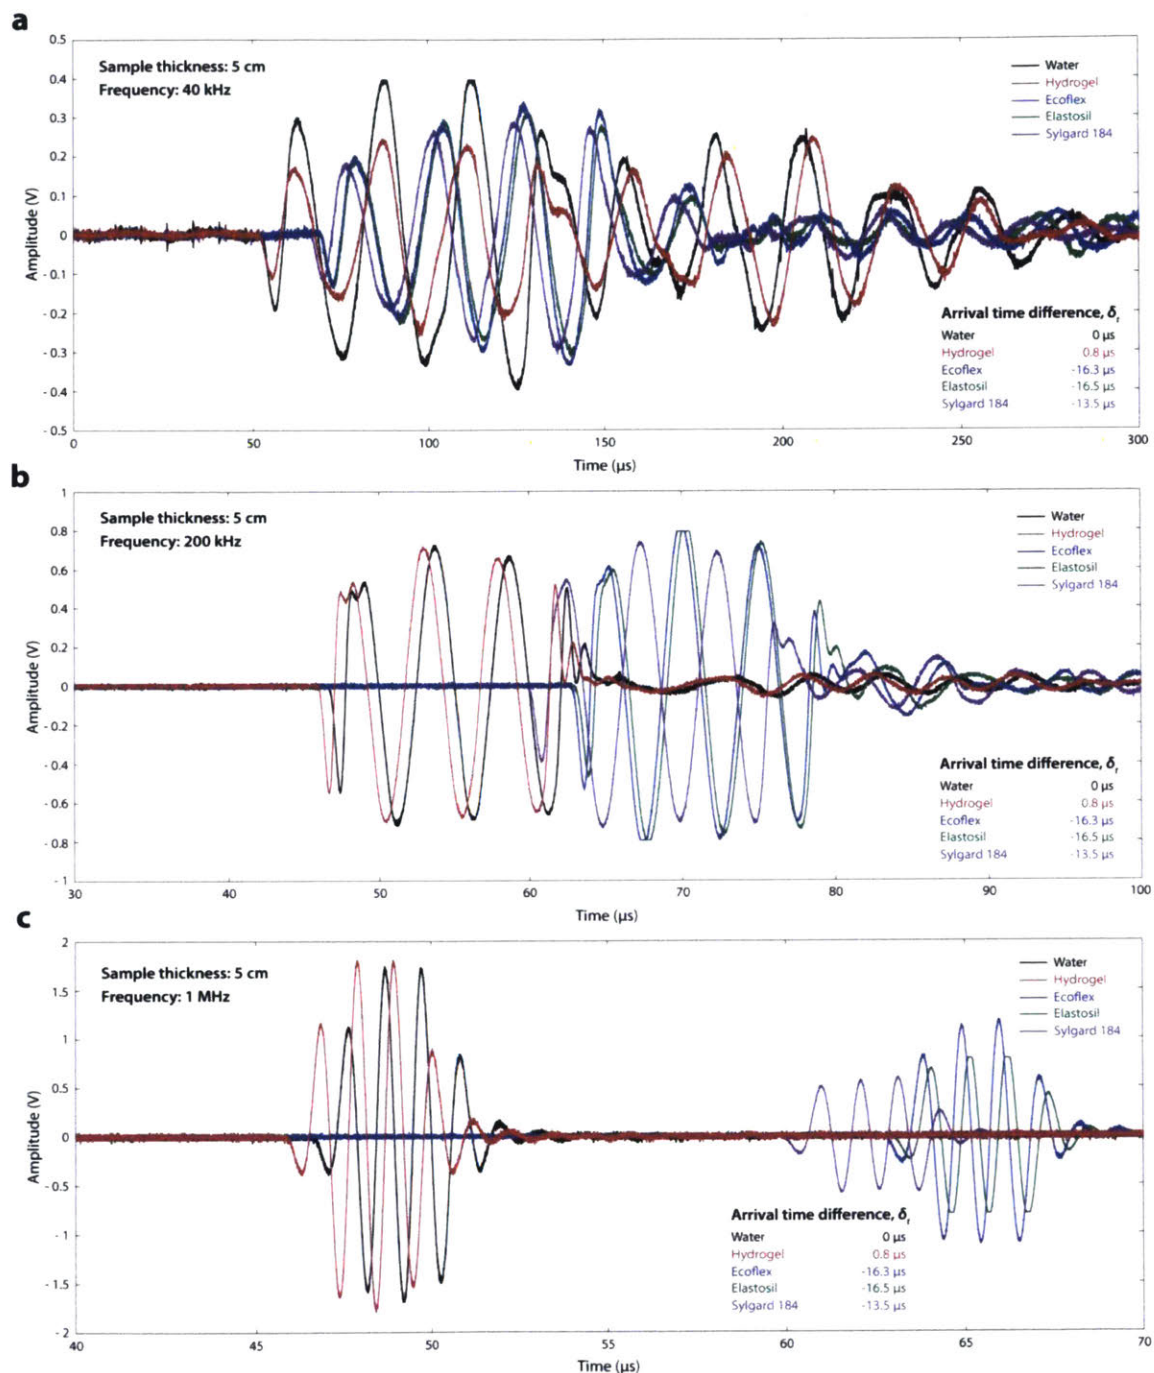 a
0.5
0.4
0.3
0.2
0.1
0
- 0.1
- 0.2
- 0.3
- 0.4
- 0.5
Amplitude (V)
Sample thickness: 5 cm
Frequency: 40 kHz
Water
Hydrogel
Ecoflex
Elastosil
Sylgard 184
Arrival time difference, δt
Water 0 μs
Hydrogel 0.8 μs
Ecoflex -16.3 μs
Elastosil -16.5 μs
Sylgard 184 -13.5 μs
0 50 100 150 200 250 300
Time (μs)
b
1
0.8
0.6
0.4
0.2
0
- 0.2
- 0.4
- 0.6
- 0.8
- 1
Amplitude (V)
Sample thickness: 5 cm
Frequency: 200 kHz
Water
Hydrogel
Ecoflex
Elastosil
Sylgard 184
Arrival time difference, δt
Water 0 μs
Hydrogel 0.8 μs
Ecoflex -16.3 μs
Elastosil -16.5 μs
Sylgard 184 -13.5 μs
30 40 50 60 70 80 90 100
Time (μs)
c
2
1.5
1
0.5
0
- 0.5
- 1
- 1.5
- 2
Amplitude (V)
Sample thickness: 5 cm
Frequency: 1 MHz
Water
Hydrogel
Ecoflex
Elastosil
Sylgard 184
Arrival time difference, δt
Water 0 μs
Hydrogel 0.8 μs
Ecoflex -16.3 μs
Elastosil -16.5 μs
Sylgard 184 -13.5 μs
40 45 50 55 60 65 70
Time (μs)